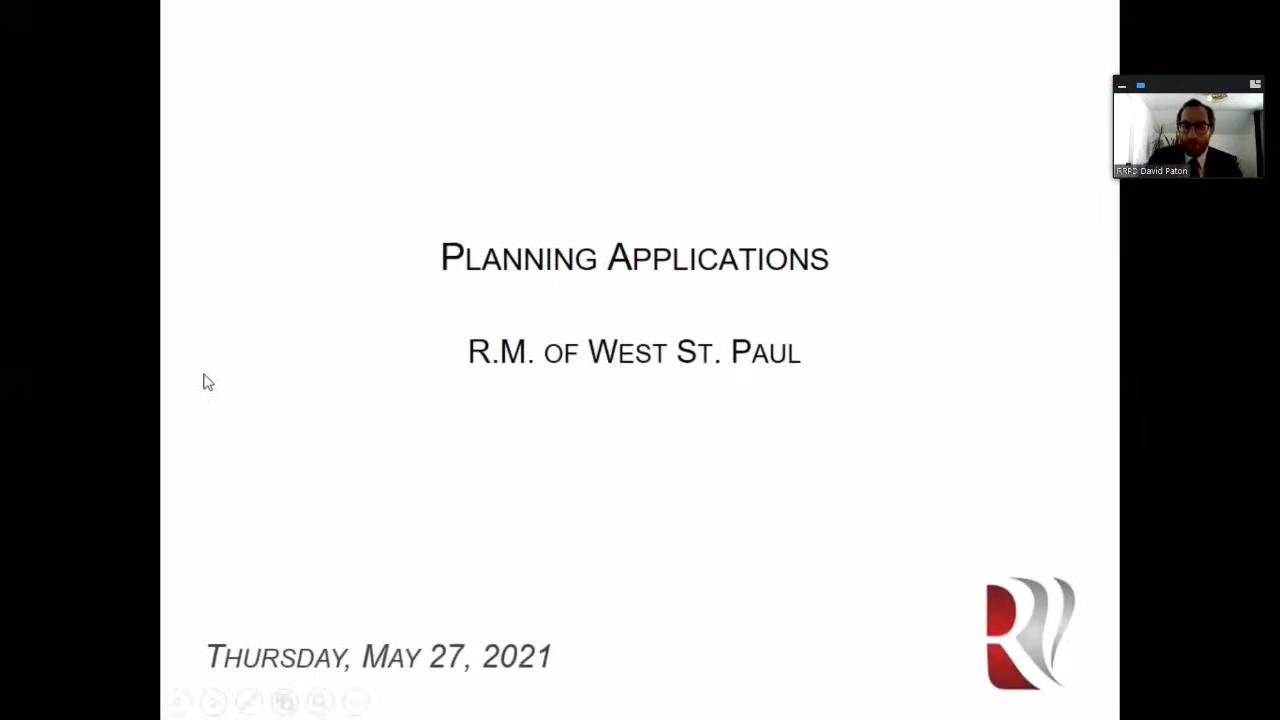 PLANNING APPLICATIONS
R.M. OF WEST ST. PAUL
RRPD David Paton
THURSDAY, MAY 27, 2021